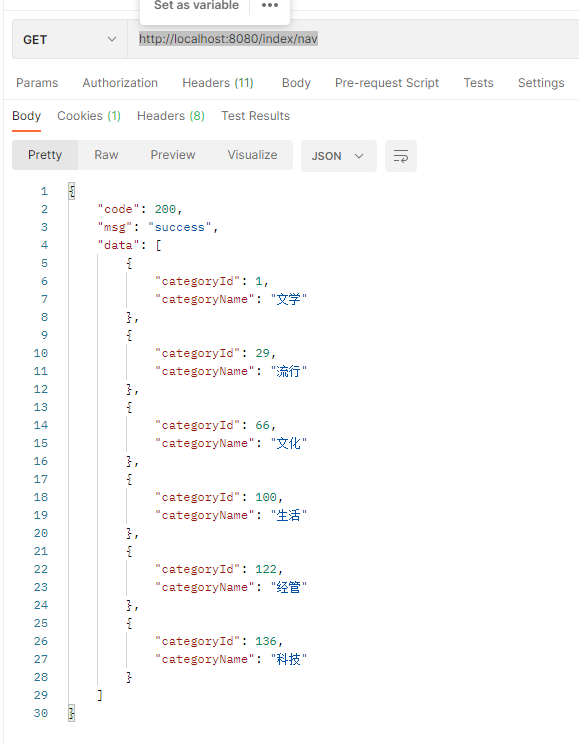 Set as variable •••
GET http://localhost:8080/index/nav
Params Authorization Headers (11) Body Pre-request Script Tests Settings
Body Cookies (1) Headers (8) Test Results
Pretty Raw Preview Visualize JSON
1 {
2 "code": 200,
3 "msg": "success",
4 "data": [
5 {
6 "categoryId": 1,
7 "categoryName": "文学"
8 },
9 {
10 "categoryId": 29,
11 "categoryName": "流行"
12 },
13 {
14 "categoryId": 66,
15 "categoryName": "文化"
16 },
17 {
18 "categoryId": 100,
19 "categoryName": "生活"
20 },
21 {
22 "categoryId": 122,
23 "categoryName": "经管"
24 },
25 {
26 "categoryId": 136,
27 "categoryName": "科技"
28 }
29 ]
30 }